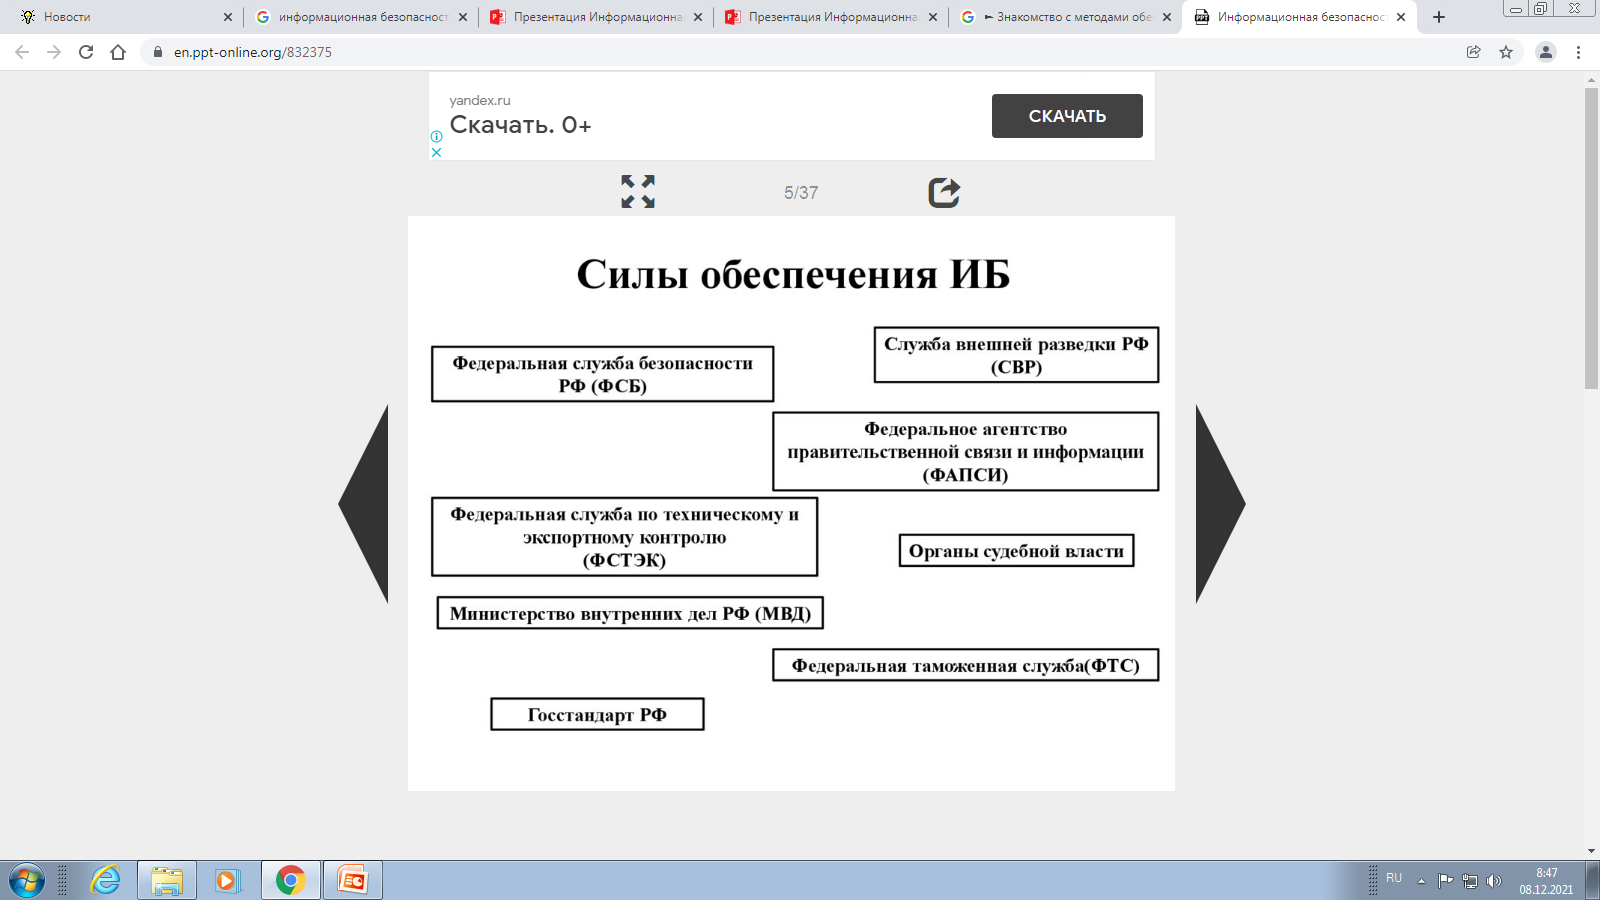 Новости
информационная безопасност
Презентация Информационна
Презентация Информационна
Знакомство с методами обе
Информационная безопаснос
en.ppt-online.org/832375
yandex.ru
Скачать. 0+
СКАЧАТЬ
5/37
Силы обеспечения ИБ
Служба внешней разведки РФ
(СВР)
Федеральная служба безопасности
РФ (ФСБ)
Федеральное агентство
правительственной связи и информации
(ФАПСИ)
Федеральная служба по техническому и
экспортному контролю
(ФСТЭК)
Органы судебной власти
Министерство внутренних дел РФ (МВД)
Федеральная таможенная служба(ФТС)
Госстандарт РФ
RU
8:47
08.12.2021